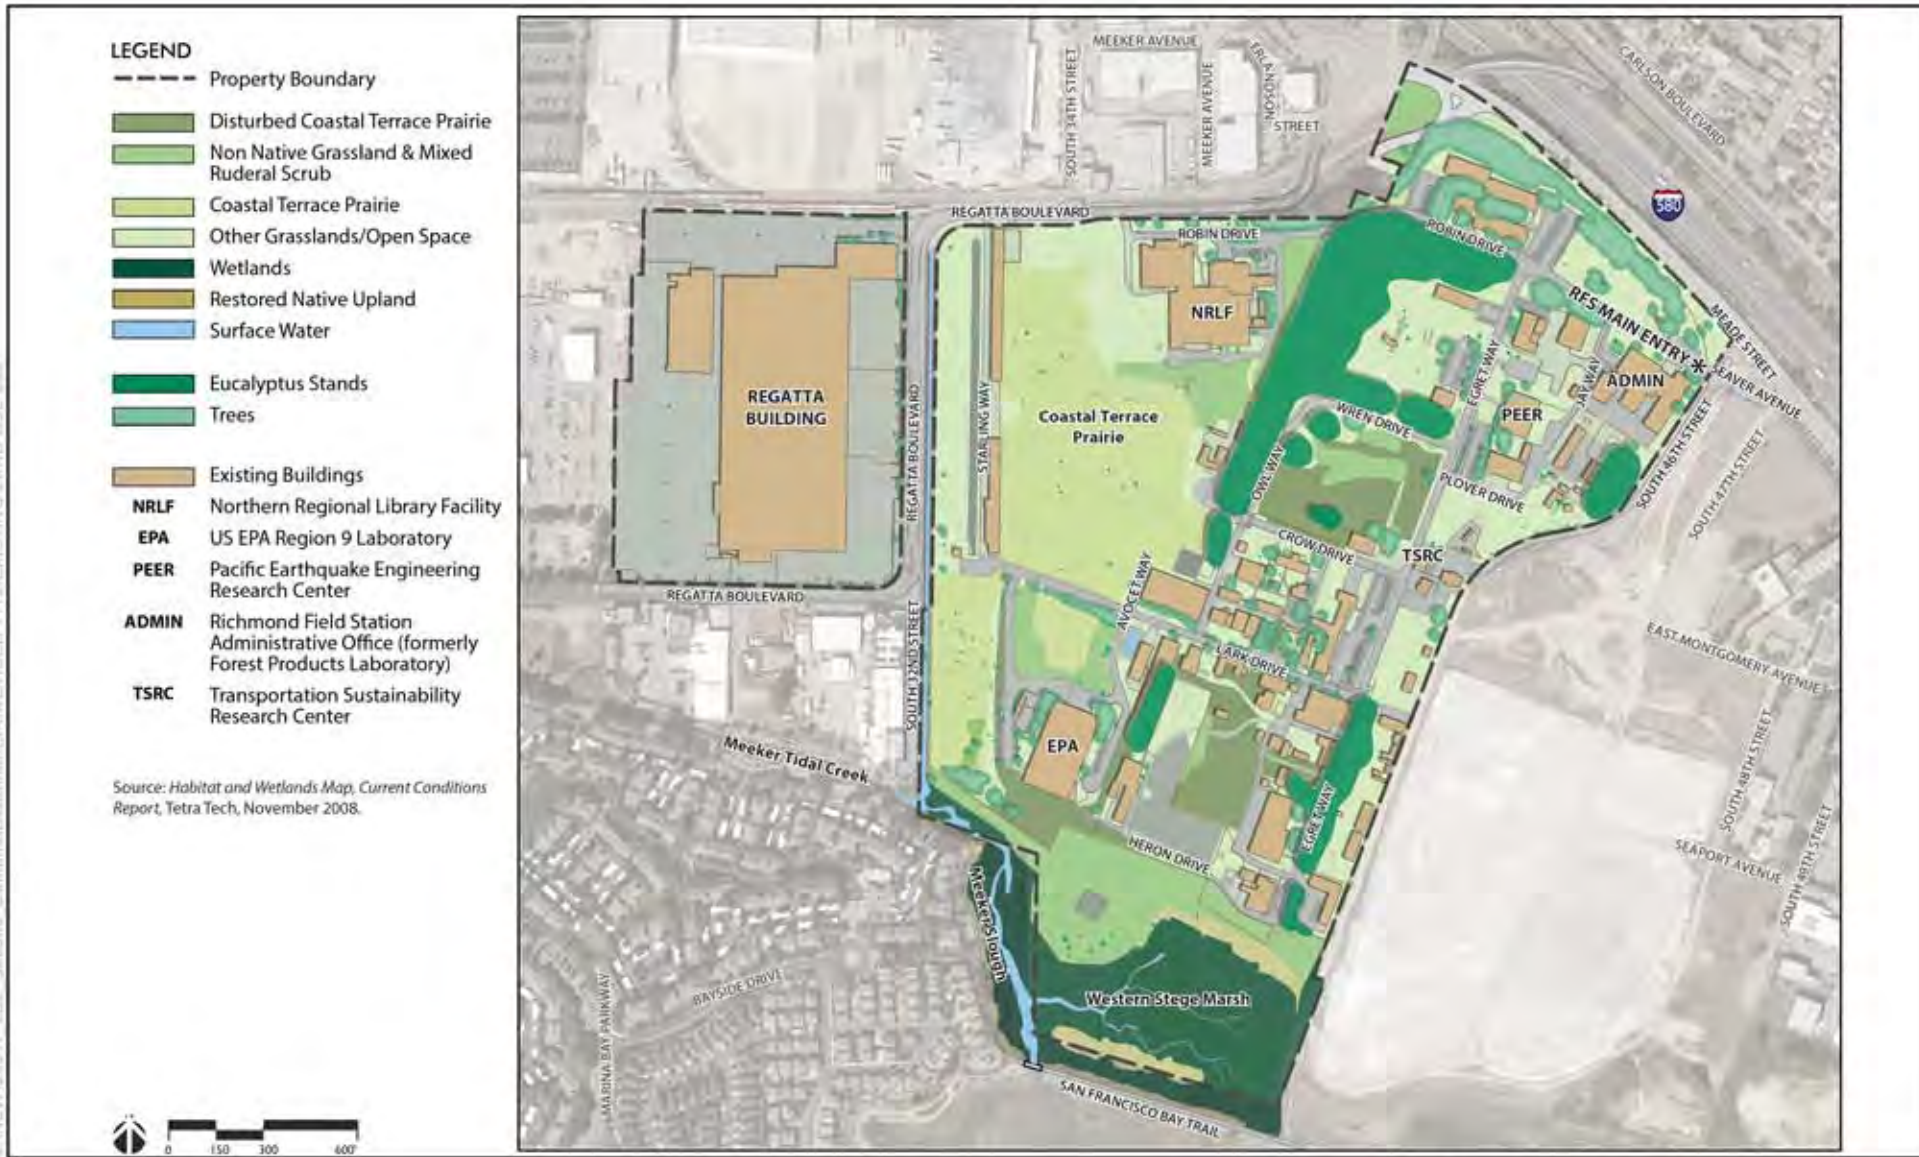 LEGEND
Property Boundary
Disturbed Coastal Terrace Prairie
Non Native Grassland & Mixed
Ruderal Scrub
Coastal Terrace Prairie
Other Grasslands/Open Space
Wetlands
Restored Native Upland
Surface Water
Eucalyptus Stands
Trees
Existing Buildings
NRLF Northern Regional Library Facility
EPA US EPA Region 9 Laboratory
PEER Pacific Earthquake Engineering
Research Center
ADMIN Richmond Field Station
Administrative Office (formerly
Forest Products Laboratory)
TSRC Transportation Sustainability
Research Center
Source: Habitat and Wetlands Map, Current Conditions
Report, Tetra Tech, November 2008.
0 150 300 600'
MEEKER AVENUE
SOUTH 34TH STREET
MEEKER AVENUE
ERLANDSON
STREET
CARLSON BOULEVARD
580
REGATTA BOULEVARD
ROBIN DRIVE
ROBIN DRIVE
NRLF
RFS MAIN ENTRY *
MEADE STREET
SEAVER AVENUE
REGATTA
BUILDING
REGATTA BOULEVARD
STARLING WAY
Coastal Terrace
Prairie
EGRET WAY
JAY WAY
ADMIN
PEER
WREN DRIVE
OWL WAY
PLOVER DRIVE
SOUTH 46TH STREET
SOUTH 47TH STREET
CROW DRIVE
TSRC
REGATTA BOULEVARD
AVOCET WAY
LARK DRIVE
SOUTH 32ND STREET
EAST MONTGOMERY AVENUE
Meeker Tidal Creek
EPA
EGRET WAY
HERON DRIVE
SOUTH 48TH STREET
SEAPORT AVENUE
SOUTH 49TH STREET
Meeker Slough
BAYSIDE DRIVE
MARINA BAY PARKWAY
Western Stege Marsh
SAN FRANCISCO BAY TRAIL